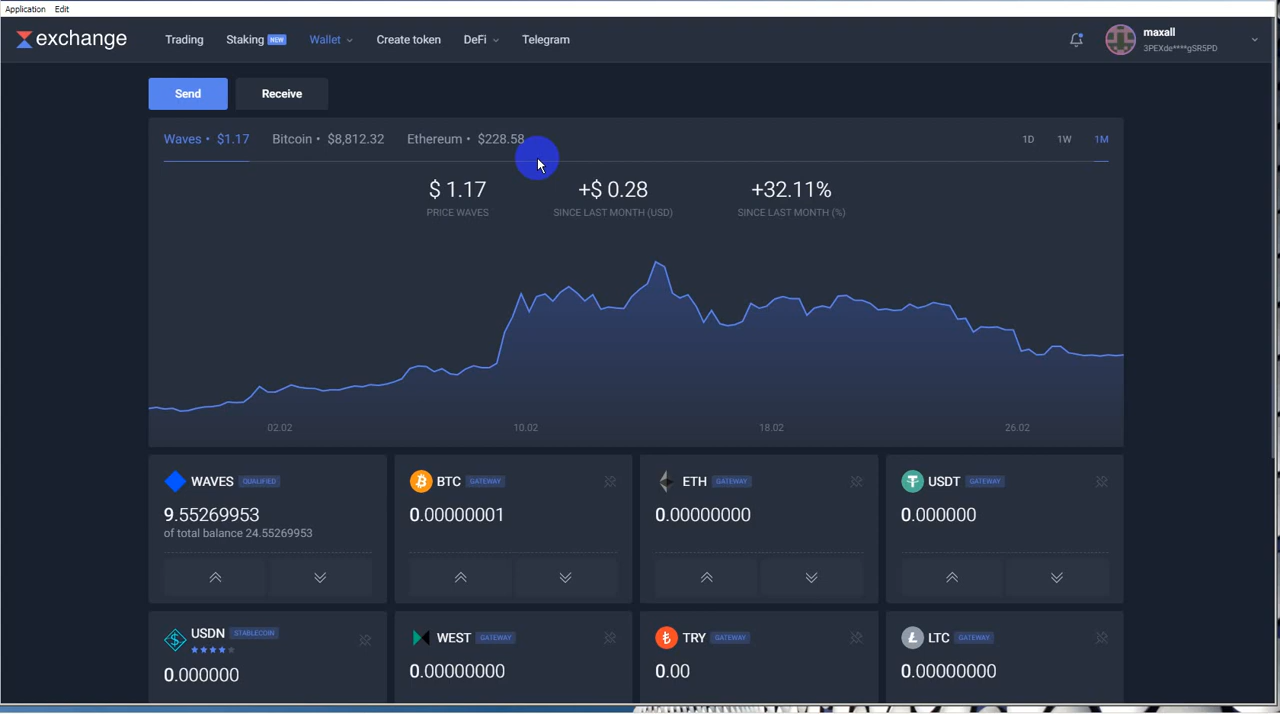 Application Edit
exchange Trading Staking NEW Wallet Create token DeFi Telegram maxall
3PEXde****gSR5PD
Send Receive
Waves • $1.17 Bitcoin • $8,812.32 Ethereum • $228.58 1D 1W 1M
$ 1.17 +$ 0.28 +32.11%
PRICE WAVES SINCE LAST MONTH (USD) SINCE LAST MONTH (%)
02.02 10.02 18.02 26.02
WAVES QUALIFIED BTC GATEWAY ETH GATEWAY USDT GATEWAY
9.55269953 0.00000001 0.00000000 0.000000
of total balance 24.55269953
USDN STABLECOIN WEST GATEWAY TRY GATEWAY LTC GATEWAY
0.000000 0.00000000 0.00 0.00000000